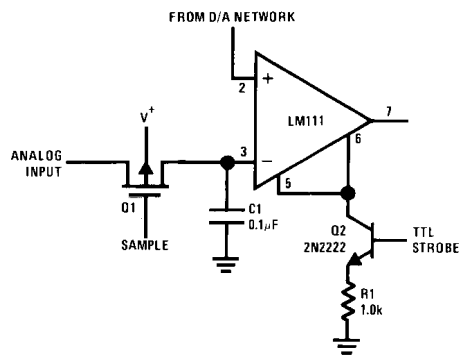 FROM D/A NETWORK
2
+
LM111
7
V+
6
ANALOG
INPUT
3
−
5
Q1
C1
0.1μF
SAMPLE
Q2
2N2222
TTL
STROBE
R1
1.0k